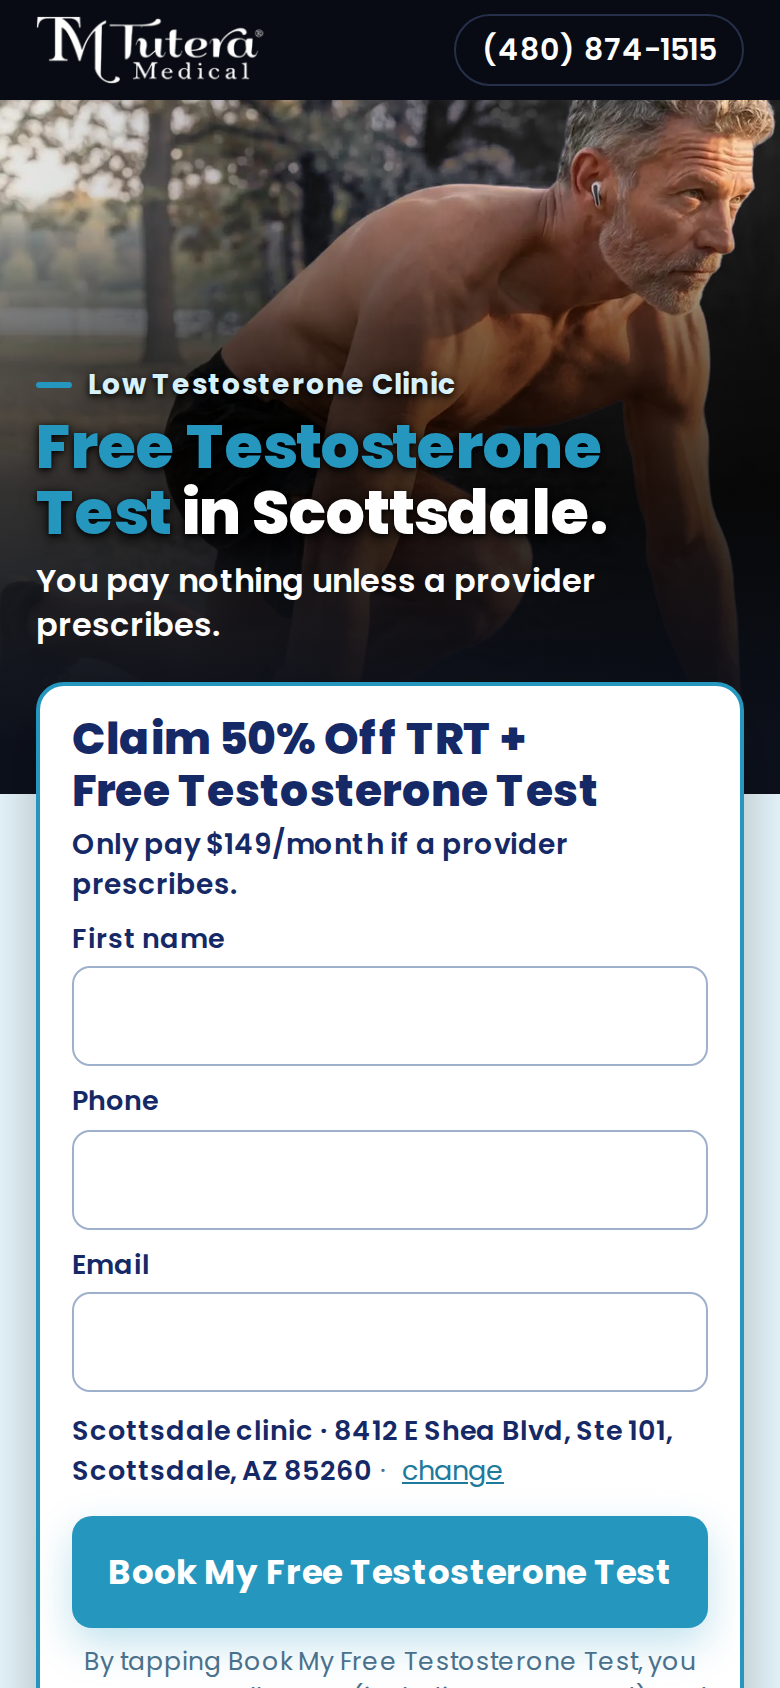 TM Tutera®
Medical
(480) 874-1515
Low Testosterone Clinic
Free Testosterone
Test in Scottsdale.
You pay nothing unless a provider
prescribes.
Claim 50% Off TRT +
Free Testosterone Test
Only pay $149/month if a provider
prescribes.
First name
Phone
Email
Scottsdale clinic · 8412 E Shea Blvd, Ste 101,
Scottsdale, AZ 85260 · change
Book My Free Testosterone Test
By tapping Book My Free Testosterone Test, you